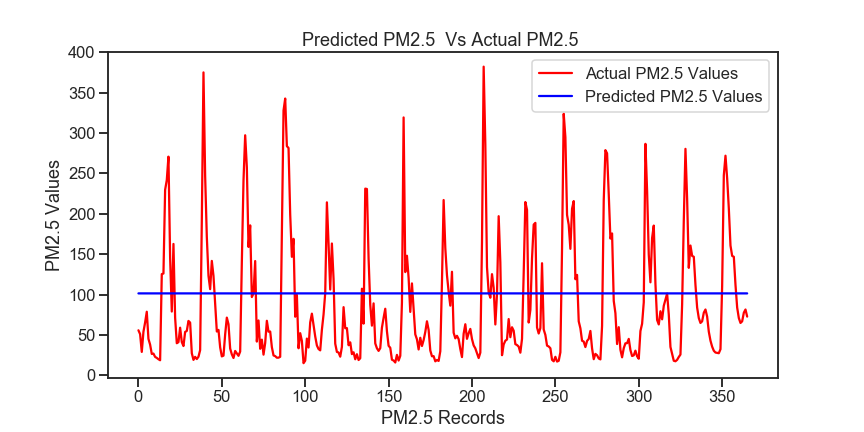 Predicted PM2.5  Vs Actual PM2.5
400
350
300
250
200
150
100
50
0
PM2.5 Values
Actual PM2.5 Values
Predicted PM2.5 Values
0 50 100 150 200 250 300 350
PM2.5 Records